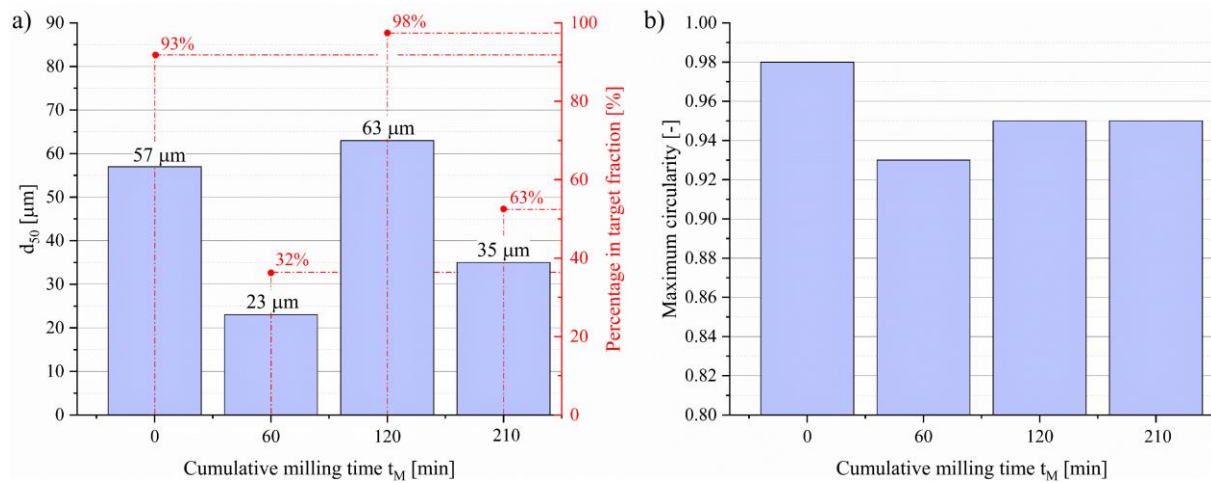 a)
90
80
70
60
50
40
30
20
10
0
d₅₀ [μm]
93%
57 μm
32%
23 μm
98%
63 μm
63%
35 μm
100
80
60
40
20
0
Percentage in target fraction [%]
0 60 120 210
Cumulative milling time t_M [min]
b)
1.00
0.98
0.96
0.94
0.92
0.90
0.88
0.86
0.84
0.82
0.80
Maximum circularity [-]
0 60 120 210
Cumulative milling time t_M [min]